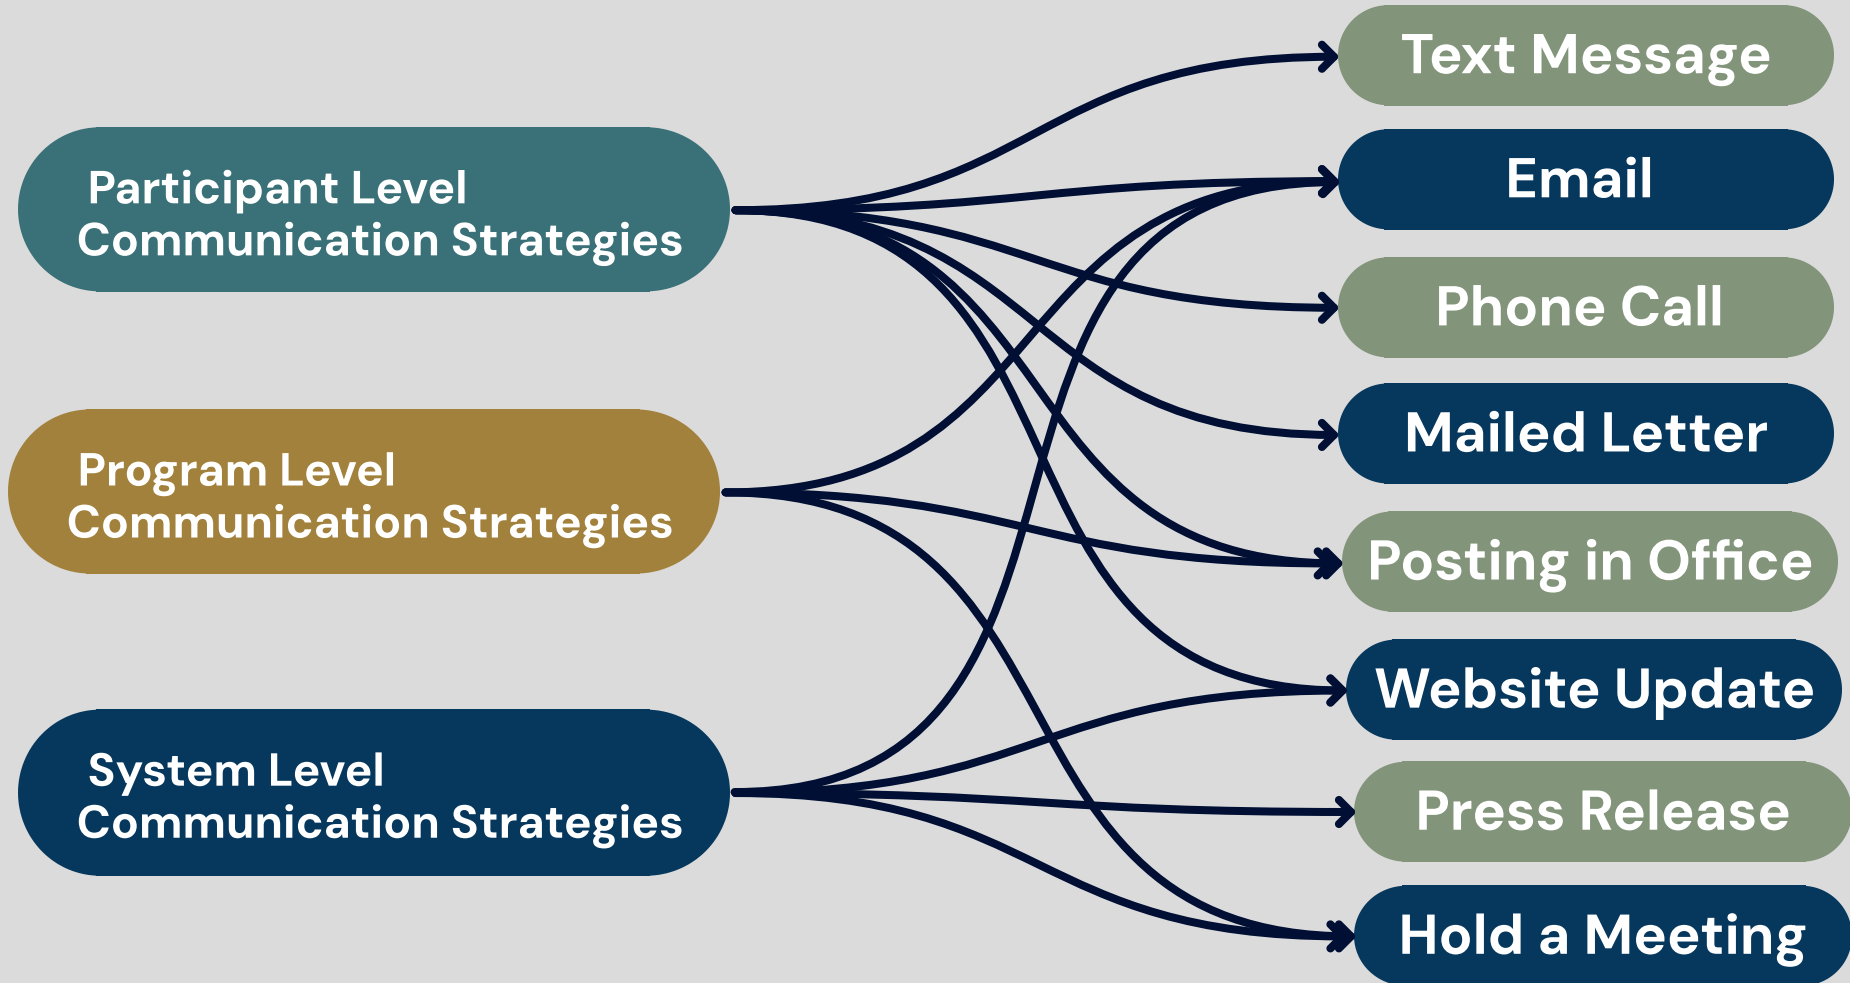 Participant Level
Communication Strategies
Program Level
Communication Strategies
System Level
Communication Strategies
Text Message
Email
Phone Call
Mailed Letter
Posting in Office
Website Update
Press Release
Hold a Meeting